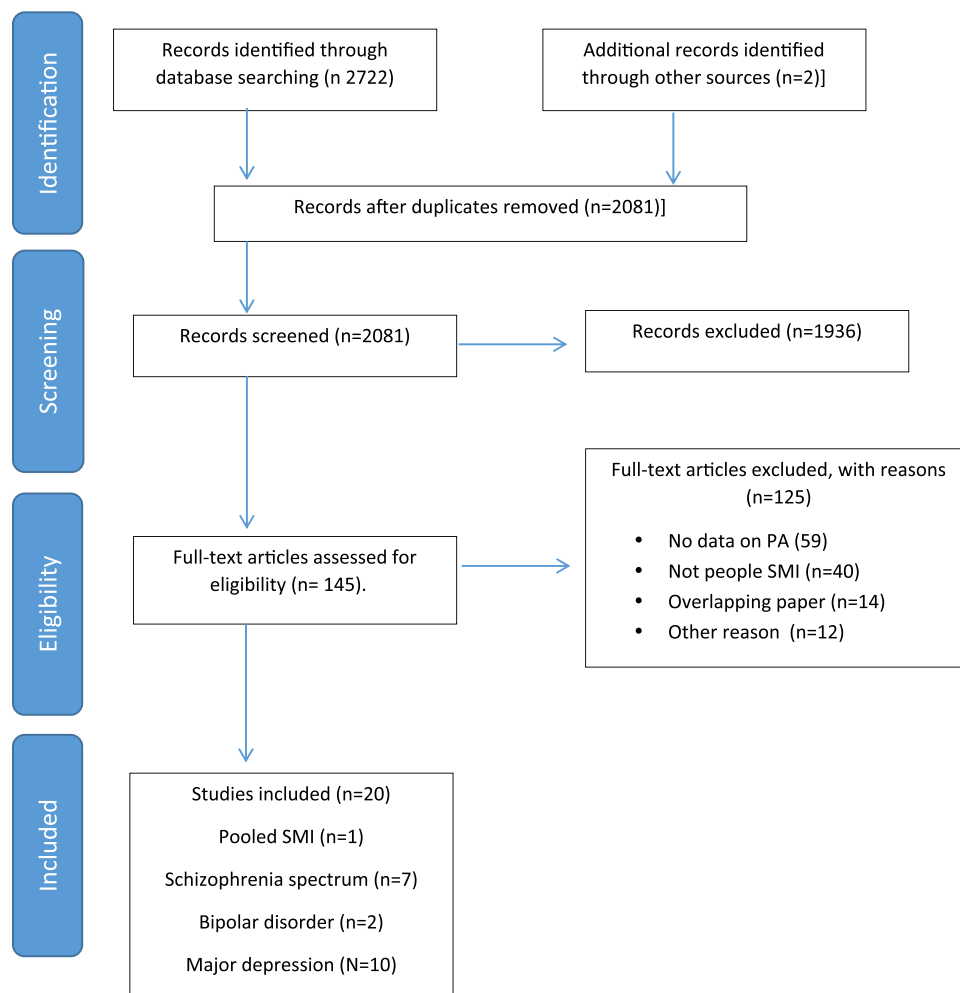 Identification
Records identified through
database searching (n 2722)
Additional records identified
through other sources (n=2)]
Records after duplicates removed (n=2081)]
Screening
Records screened (n=2081)
Records excluded (n=1936)
Eligibility
Full-text articles assessed for
eligibility (n= 145).
Full-text articles excluded, with reasons
(n=125)
• No data on PA (59)
• Not people SMI (n=40)
• Overlapping paper (n=14)
• Other reason (n=12)
Included
Studies included (n=20)
Pooled SMI (n=1)
Schizophrenia spectrum (n=7)
Bipolar disorder (n=2)
Major depression (N=10)